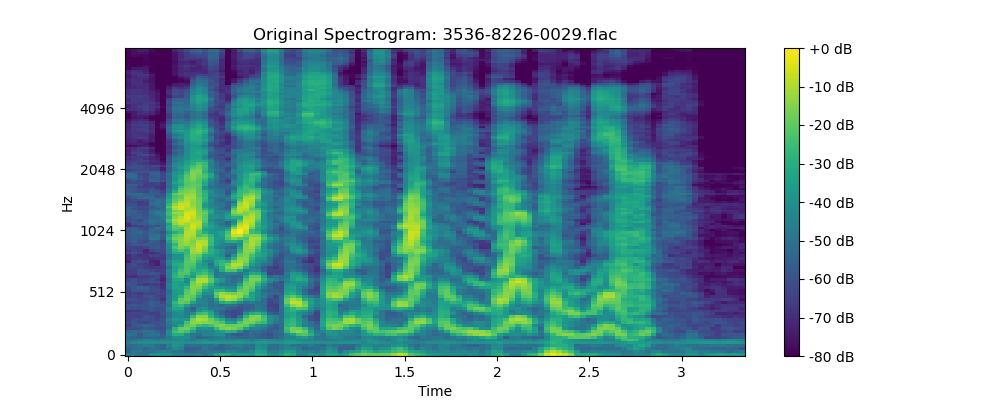 Original Spectrogram: 3536-8226-0029.flac
Hz
4096
2048
1024
512
0
0 0.5 1 1.5 2 2.5 3
Time
+0 dB
-10 dB
-20 dB
-30 dB
-40 dB
-50 dB
-60 dB
-70 dB
-80 dB